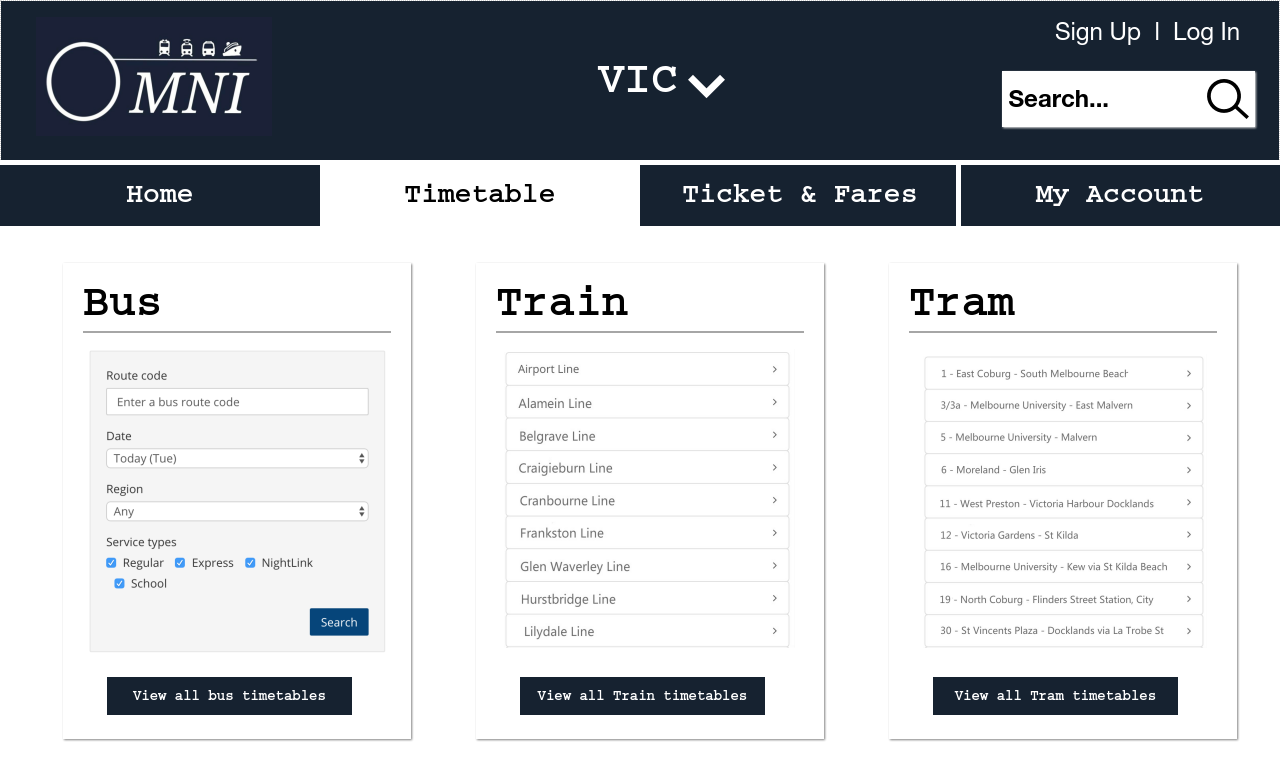 OMNI
VIC
Sign Up | Log In
Search...
Home
Timetable
Ticket & Fares
My Account
Bus
Route code
Enter a bus route code
Date
Today (Tue)
Region
Any
Service types
Regular Express NightLink
School
Search
View all bus timetables
Train
Airport Line
Alamein Line
Belgrave Line
Craigieburn Line
Cranbourne Line
Frankston Line
Glen Waverley Line
Hurstbridge Line
Lilydale Line
View all Train timetables
Tram
1 - East Coburg - South Melbourne Beach
3/3a - Melbourne University - East Malvern
5 - Melbourne University - Malvern
6 - Moreland - Glen Iris
11 - West Preston - Victoria Harbour Docklands
12 - Victoria Gardens - St Kilda
16 - Melbourne University - Kew via St Kilda Beach
19 - North Coburg - Flinders Street Station, City
30 - St Vincents Plaza - Docklands via La Trobe St
View all Tram timetables